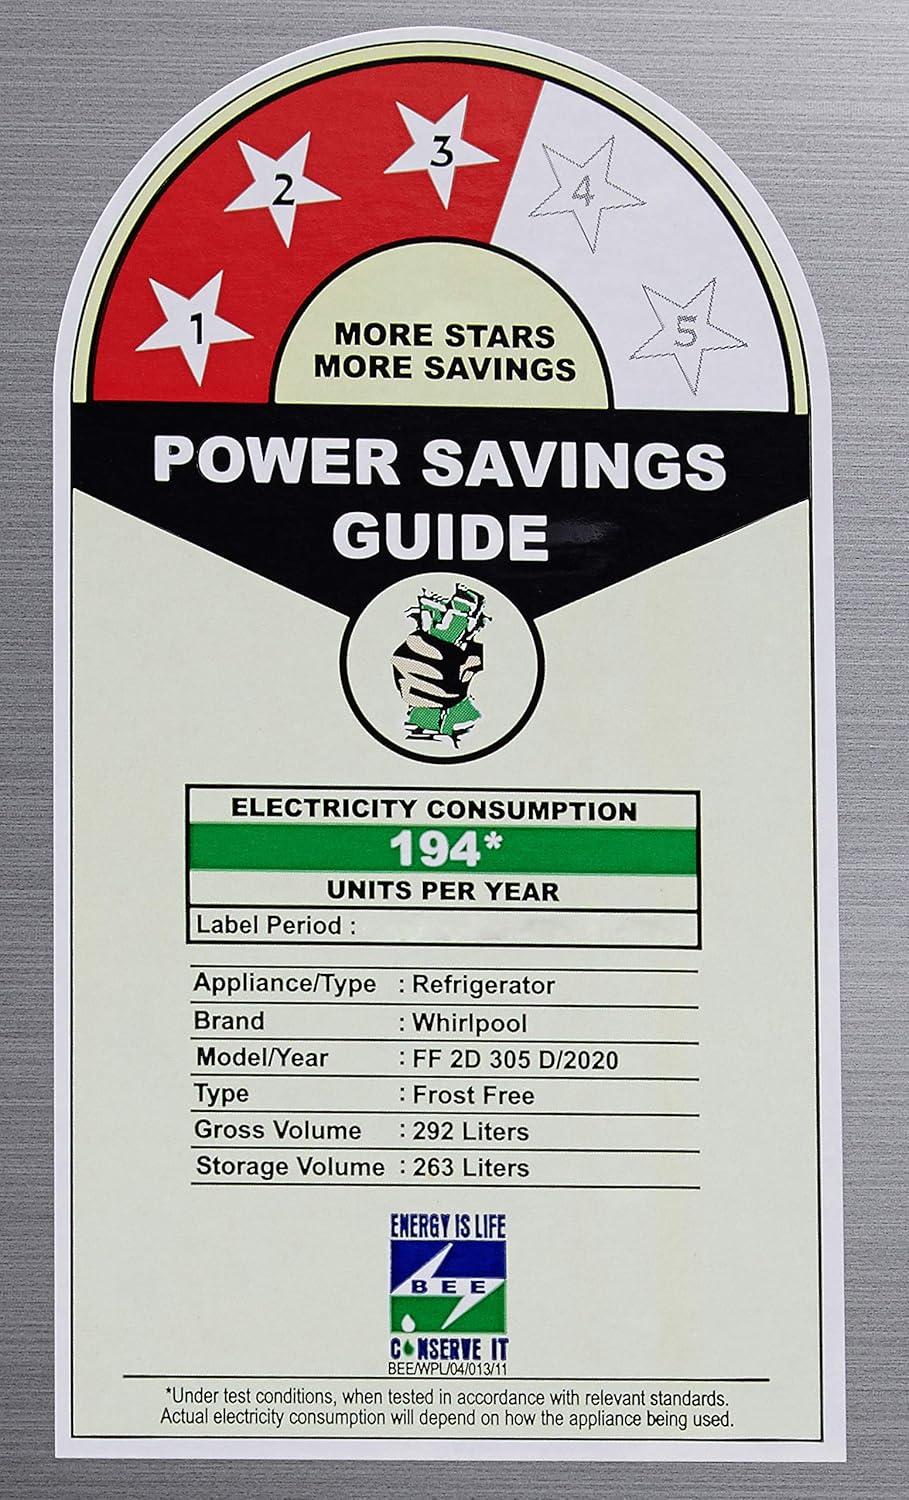 1
2
3
4
5
MORE STARS
MORE SAVINGS
POWER SAVINGS
GUIDE
ELECTRICITY CONSUMPTION
194*
UNITS PER YEAR
Label Period :
Appliance/Type : Refrigerator
Brand : Whirlpool
Model/Year : FF 2D 305 D/2020
Type : Frost Free
Gross Volume : 292 Liters
Storage Volume : 263 Liters
ENERGY IS LIFE
BEE
CONSERVE IT
BEE/WPL/04/013/11
*Under test conditions, when tested in accordance with relevant standards.
Actual electricity consumption will depend on how the appliance being used.